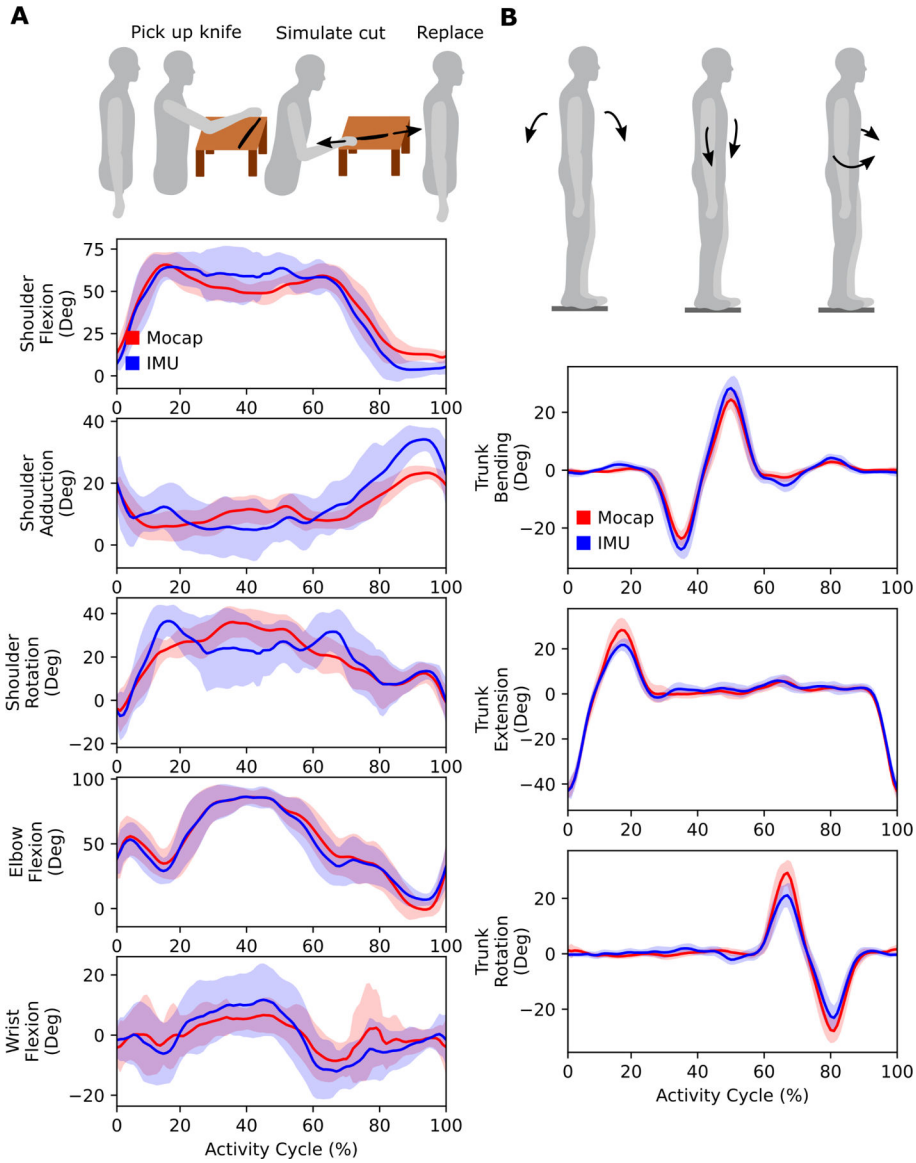 A
Pick up knife
Simulate cut
Replace
Shoulder
Flexion
(Deg)
75
50
25
0
Mocap
IMU
0 20 40 60 80 100
Shoulder
Adduction
(Deg)
40
20
0
0 20 40 60 80 100
Shoulder
Rotation
(Deg)
40
20
0
−20
0 20 40 60 80 100
Elbow
Flexion
(Deg
100
50
0
0 20 40 60 80 100
Wrist
Flexion
(Deg)
20
0
−20
0 20 40 60 80 100
Activity Cycle (%)
B
Trunk
Bending
(Deg)
20
0
−20
Mocap
IMU
0 20 40 60 80 100
Trunk
Extension
(Deg)
40
20
0
−20
−40
0 20 40 60 80 100
Trunk
Rotation
(Deg)
20
0
−20
0 20 40 60 80 100
Activity Cycle (%)